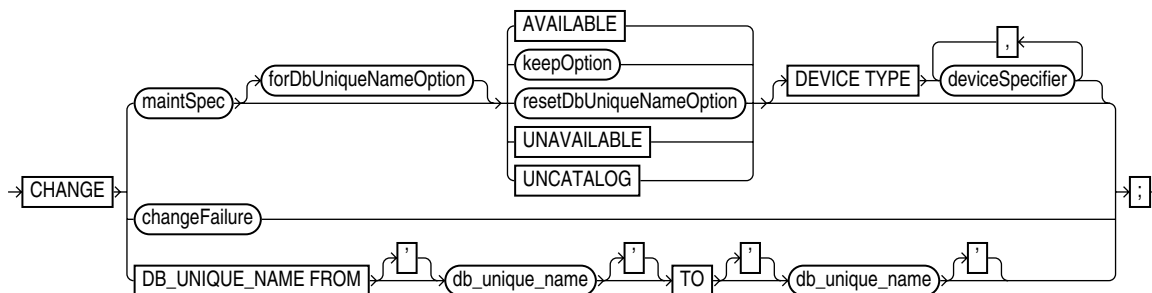 AVAILABLE
,
forDbUniqueNameOption
keepOption
DEVICE TYPE
deviceSpecifier
maintSpec
resetDbUniqueNameOption
UNAVAILABLE
CHANGE
UNCATALOG
;
changeFailure
' ' ' '
DB_UNIQUE_NAME FROM db_unique_name TO db_unique_name